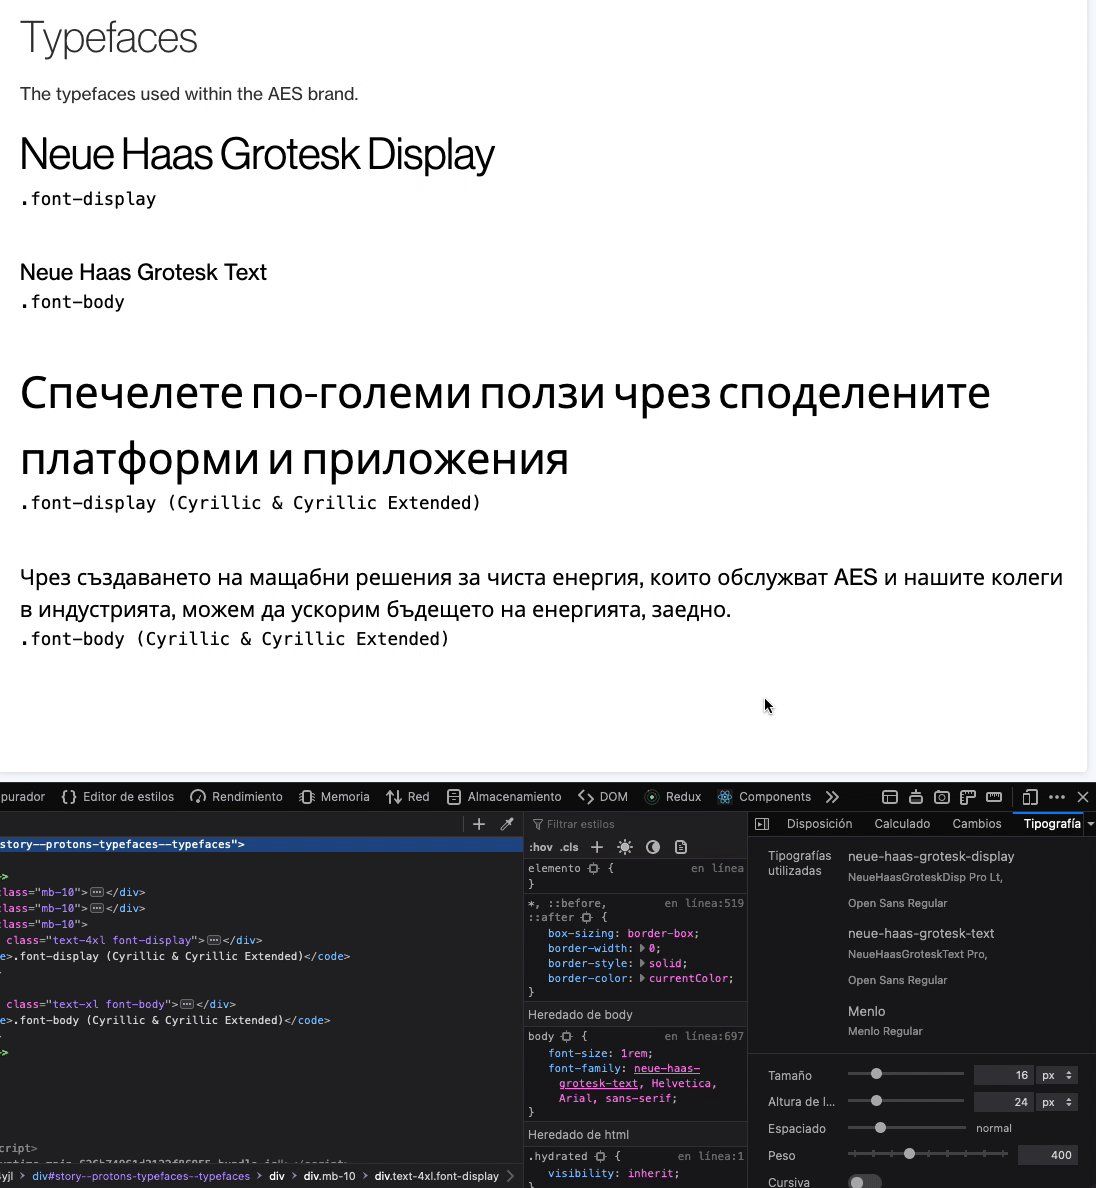 Typefaces
The typefaces used within the AES brand.
Neue Haas Grotesk Display
.font-display
Neue Haas Grotesk Text
.font-body
Спечелете по-големи ползи чрез споделените
платформи и приложения
.font-display (Cyrillic & Cyrillic Extended)
Чрез създаването на мащабни решения за чиста енергия, които обслужват AES и нашите колеги
в индустрията, можем да ускорим бъдещето на енергията, заедно.
.font-body (Cyrillic & Cyrillic Extended)
purador {} Editor de estilos Rendimiento Memoria Red Almacenamiento DOM Redux Components
story--protons-typefaces--typefaces">
>
lass="mb-10"></div>
lass="mb-10"></div>
lass="mb-10">
class="text-4xl font-display"></div>
e>.font-display (Cyrillic & Cyrillic Extended)</code>
class="text-xl font-body"></div>
e>.font-body (Cyrillic & Cyrillic Extended)</code>
>
cript>
yjl div#story--protons-typefaces--typefaces div div.mb-10 div.text-4xl.font-display
Filtrar estilos
:hov .cls
elemento { en línea
}
*, ::before, en línea:519
::after {
box-sizing: border-box;
border-width: 0;
border-style: solid;
border-color: currentColor;
}
Heredado de body
body { en línea:697
font-size: 1rem;
font-family: neue-haas-
grotesk-text, Helvetica,
Arial, sans-serif;
}
Heredado de html
.hydrated { en línea:1
visibility: inherit;
Disposición Calculado Cambios Tipografía
Tipografías
utilizadas
neue-haas-grotesk-display
NeueHaasGroteskDisp Pro Lt,
Open Sans Regular
neue-haas-grotesk-text
NeueHaasGroteskText Pro,
Open Sans Regular
Menlo
Menlo Regular
Tamaño 16 px
Altura de l... 24 px
Espaciado normal
Peso 400
Cursiva